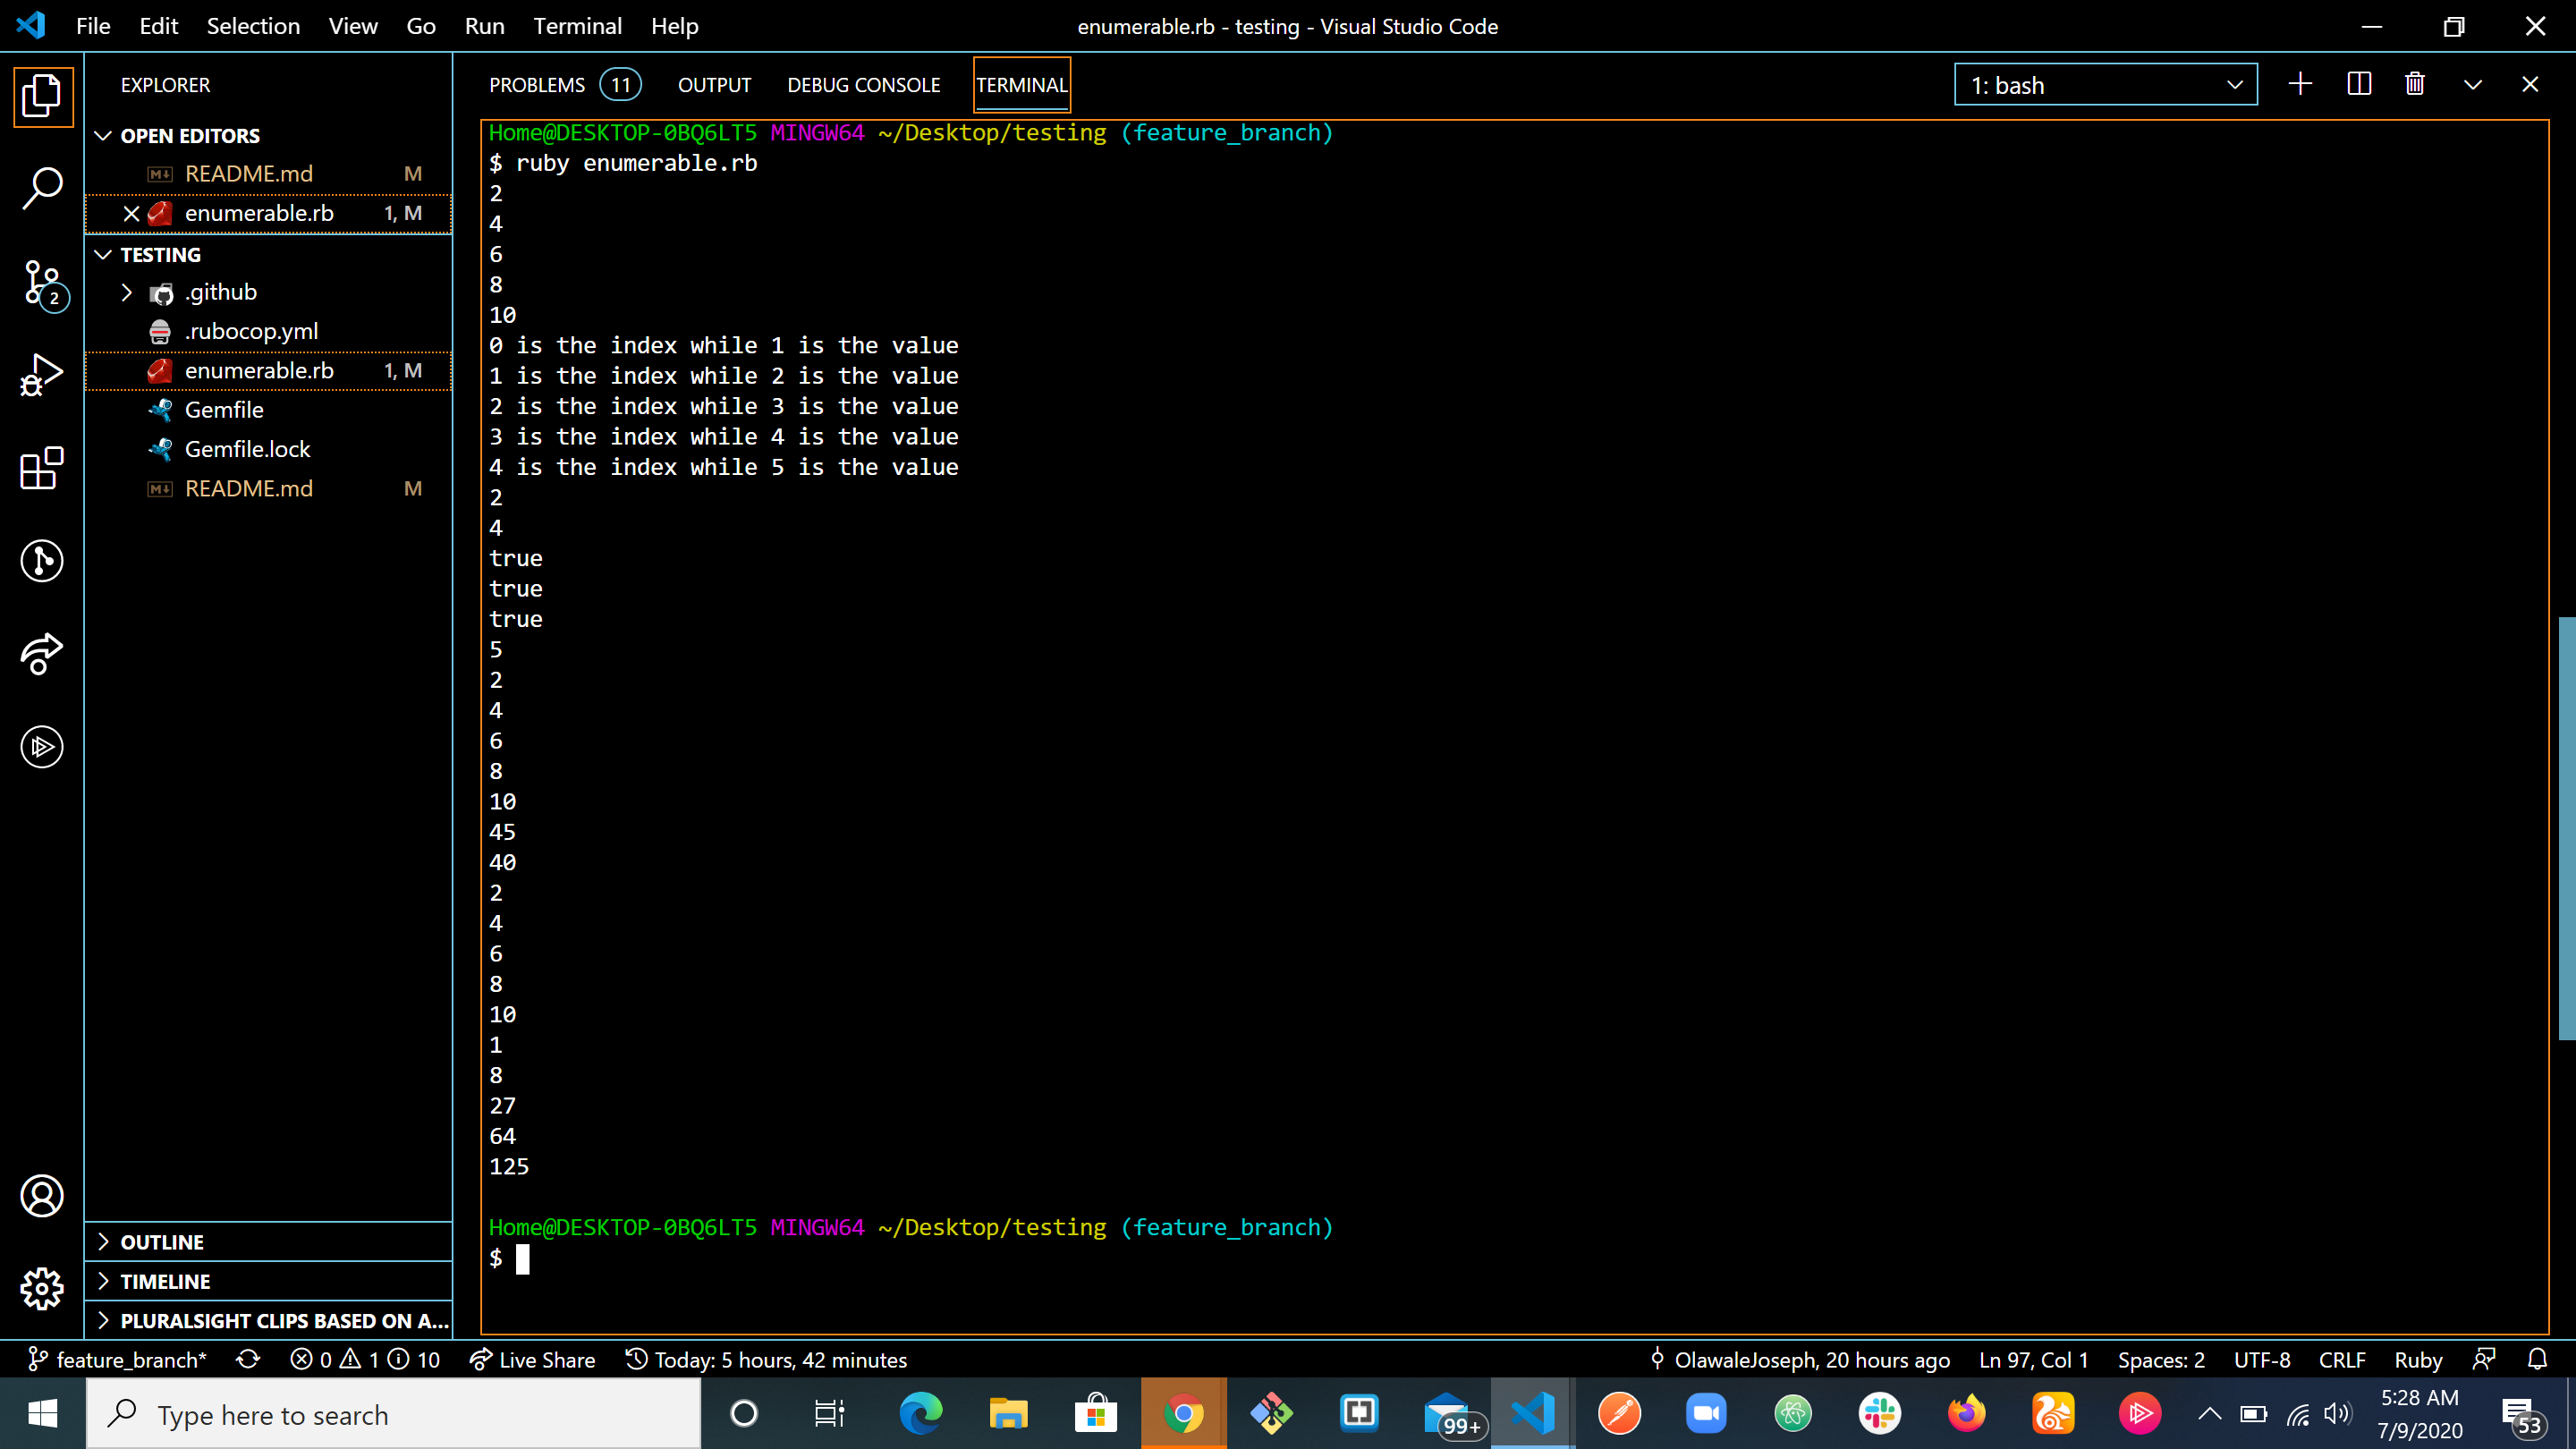 File Edit Selection View Go Run Terminal Help
enumerable.rb - testing - Visual Studio Code
EXPLORER
OPEN EDITORS
README.md M
enumerable.rb 1, M
TESTING
.github
.rubocop.yml
enumerable.rb 1, M
Gemfile
Gemfile.lock
README.md M
OUTLINE
TIMELINE
PLURALSIGHT CLIPS BASED ON A...
2
PROBLEMS 11 OUTPUT DEBUG CONSOLE TERMINAL
1: bash
Home@DESKTOP-0BQ6LT5 MINGW64 ~/Desktop/testing (feature_branch)
$ ruby enumerable.rb
2
4
6
8
10
0 is the index while 1 is the value
1 is the index while 2 is the value
2 is the index while 3 is the value
3 is the index while 4 is the value
4 is the index while 5 is the value
2
4
true
true
true
5
2
4
6
8
10
45
40
2
4
6
8
10
1
8
27
64
125
Home@DESKTOP-0BQ6LT5 MINGW64 ~/Desktop/testing (feature_branch)
$
feature_branch* 0 1 10 Live Share Today: 5 hours, 42 minutes
OlawaleJoseph, 20 hours ago Ln 97, Col 1 Spaces: 2 UTF-8 CRLF Ruby
Type here to search
99+
5:28 AM
7/9/2020
53